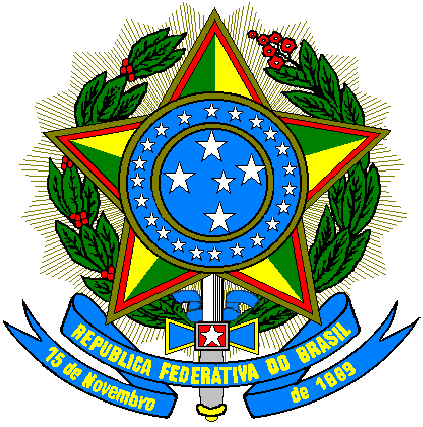 REPUBLICA FEDERATIVA DO BRASIL
15 de Novembro
de 1889